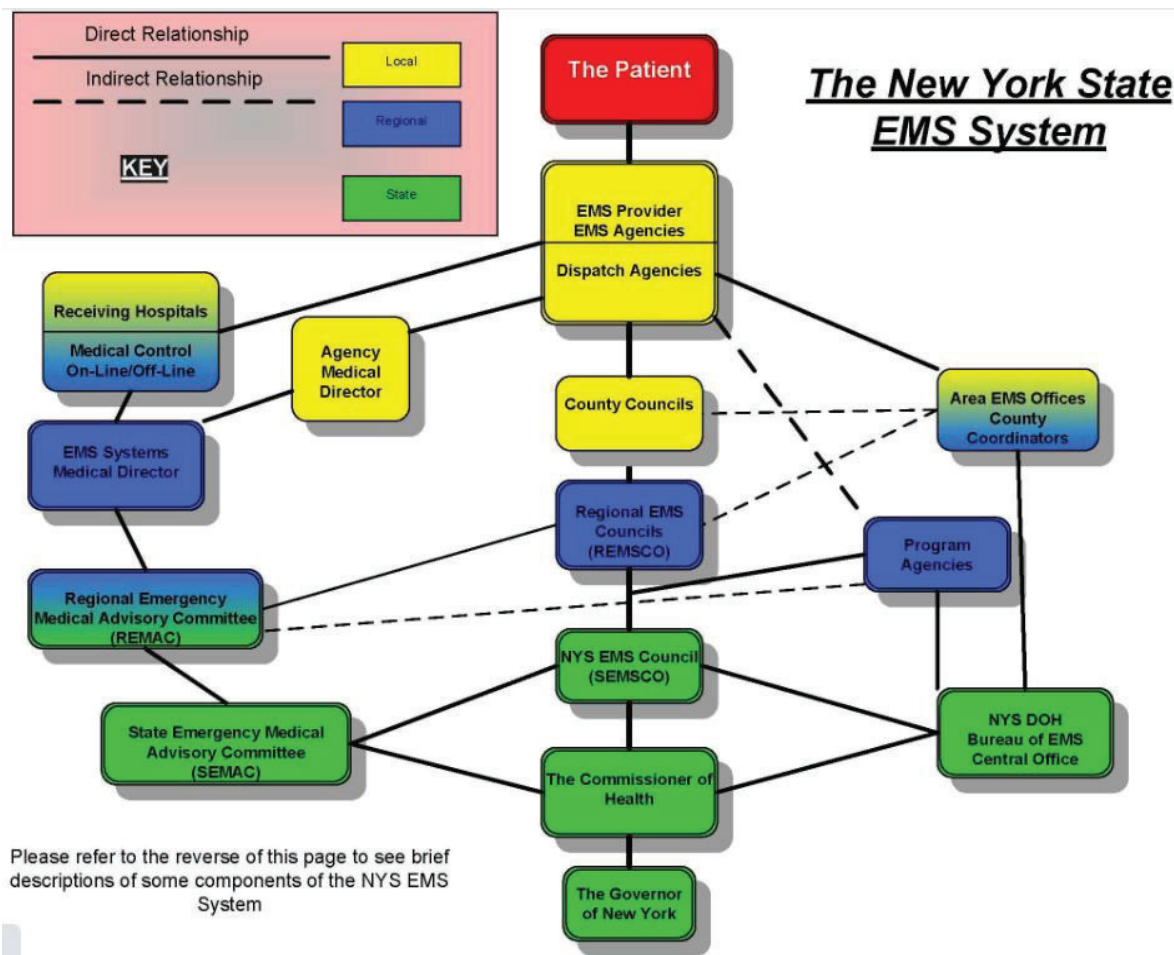 Direct Relationship
Indirect Relationship
KEY
Local
Regional
State
The Patient
The New York State
EMS System
EMS Provider
EMS Agencies
Dispatch Agencies
Receiving Hospitals
Medical Control
On-Line/Off-Line
Agency
Medical
Director
County Councils
Area EMS Offices
County
Coordinators
EMS Systems
Medical Director
Regional EMS
Councils
(REMSCO)
Program
Agencies
Regional Emergency
Medical Advisory Committee
(REMAC)
NYS EMS Council
(SEMSCO)
State Emergency Medical
Advisory Committee
(SEMAC)
NYS DOH
Bureau of EMS
Central Office
The Commissioner of
Health
The Governor
of New York
Please refer to the reverse of this page to see brief
descriptions of some components of the NYS EMS
System